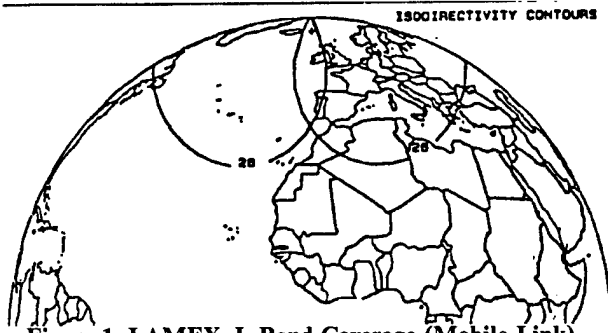 ISODIRECTIVITY CONTOURS
28
28
Figure 1. LAMEX L-Band Coverage (Mobile Link)